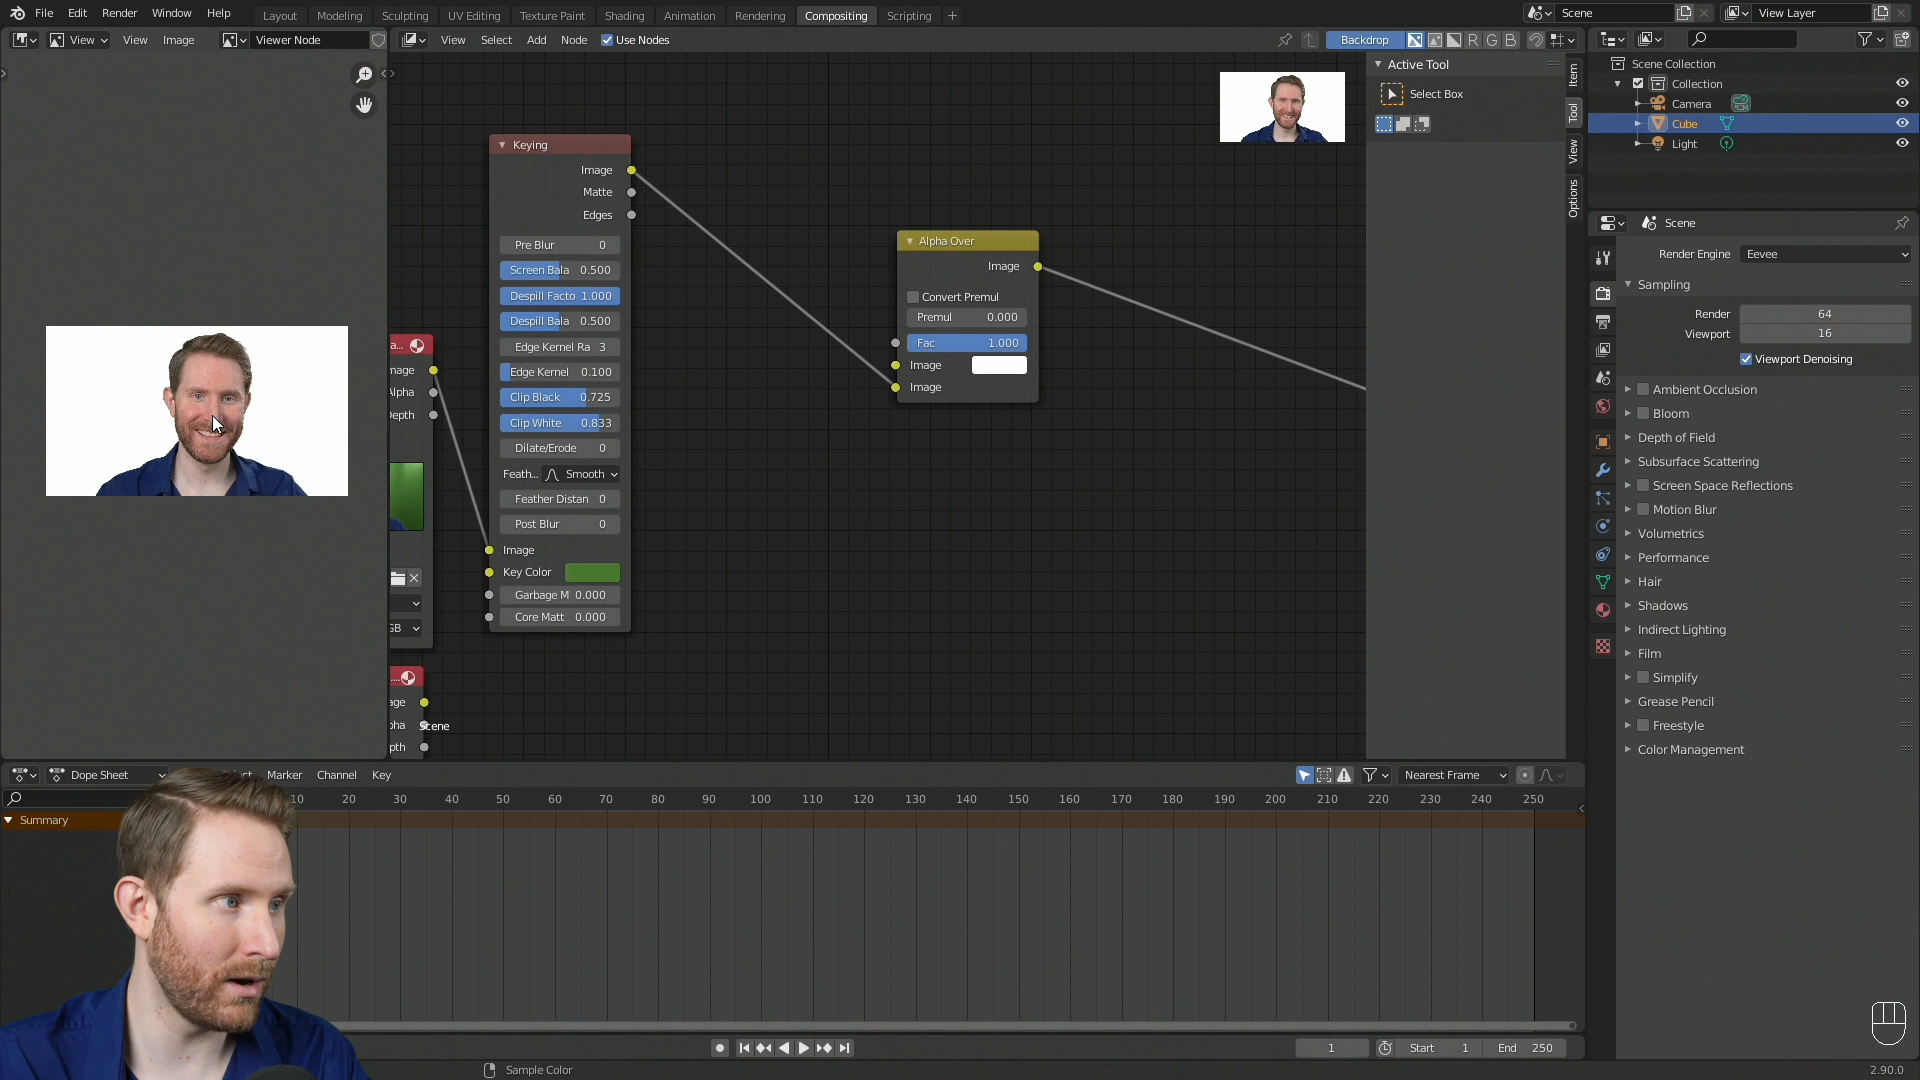 File Edit Render Window Help Layout Modeling Sculpting UV Editing Texture Paint Shading Animation Rendering Compositing Scripting + Scene View Layer
View View Image Viewer Node View Select Add Node Use Nodes Backdrop R G B
Active Tool
Select Box
Item
Tool
View
Options
Scene Collection
Collection
Camera
Cube
Light
Keying
Image
Matte
Edges
Pre Blur 0
Screen Bala 0.500
Despill Facto 1.000
Despill Bala 0.500
Edge Kernel Ra 3
Edge Kernel 0.100
Clip Black 0.725
Clip White 0.833
Dilate/Erode 0
Feath... Smooth
Feather Distan 0
Post Blur 0
Image
Key Color
Garbage M 0.000
Core Matt 0.000
a...
mage
Alpha
Depth
GB
...
age
pha
pth
Scene
Alpha Over
Image
Convert Premul
Premul 0.000
Fac 1.000
Image
Image
Scene
Render Engine Eevee
Sampling
Render 64
Viewport 16
Viewport Denoising
Ambient Occlusion
Bloom
Depth of Field
Subsurface Scattering
Screen Space Reflections
Motion Blur
Volumetrics
Performance
Hair
Shadows
Indirect Lighting
Film
Simplify
Grease Pencil
Freestyle
Color Management
Dope Sheet Marker Channel Key Nearest Frame
10 20 30 40 50 60 70 80 90 100 110 120 130 140 150 160 170 180 190 200 210 220 230 240 250
Summary
1 Start 1 End 250
Sample Color
2.90.0